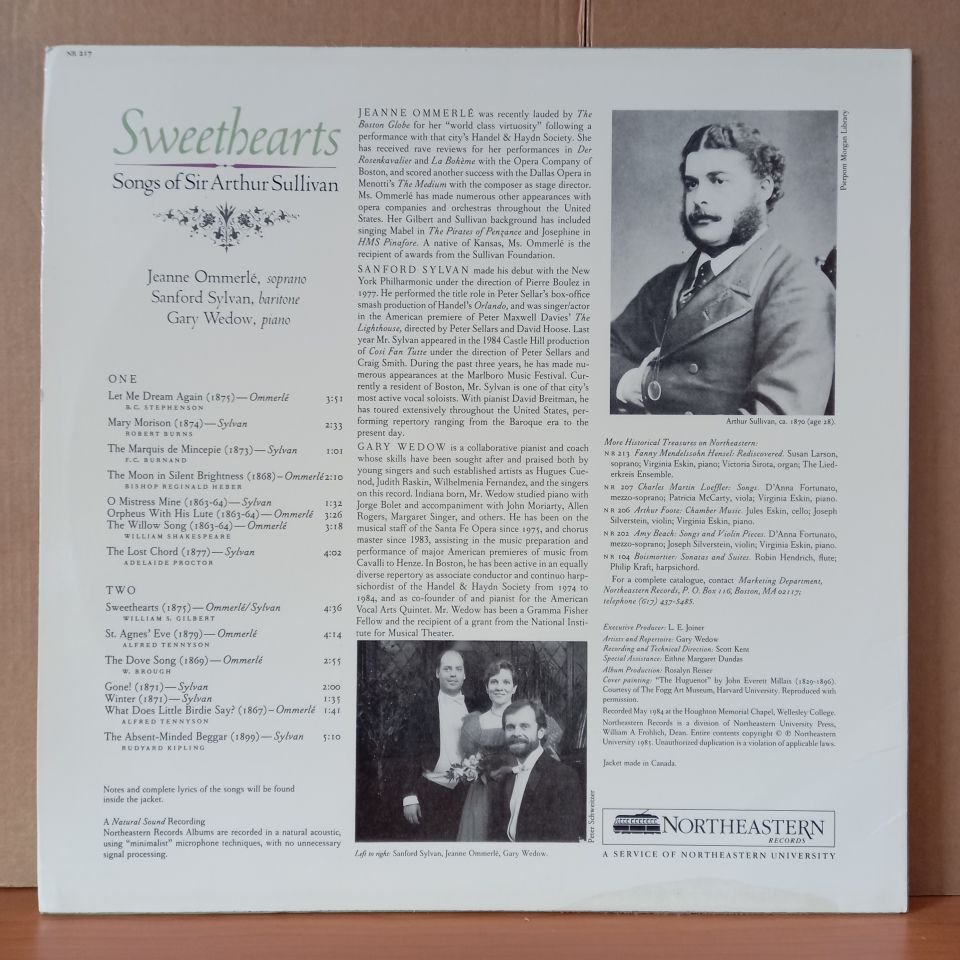 NR 217
Sweethearts
Songs of Sir Arthur Sullivan
Jeanne Ommerlé, soprano
Sanford Sylvan, baritone
Gary Wedow, piano
ONE
Let Me Dream Again (1875)—Ommerlé 3:51
B.C. STEPHENSON
Mary Morison (1874)—Sylvan 2:33
ROBERT BURNS
The Marquis de Mincepie (1873)—Sylvan 1:01
F.C. BURNAND
The Moon in Silent Brightness (1868)–Ommerlé 2:10
BISHOP REGINALD HEBER
O Mistress Mine (1863-64)—Sylvan 1:32
Orpheus With His Lute (1863-64)—Ommerlé 3:26
The Willow Song (1863-64)—Ommerlé 3:18
WILLIAM SHAKESPEARE
The Lost Chord (1877)—Sylvan 4:02
ADELAIDE PROCTOR
TWO
Sweethearts (1875)—Ommerlé/Sylvan 4:36
WILLIAM S. GILBERT
St. Agnes' Eve (1879)—Ommerlé 4:14
ALFRED TENNYSON
The Dove Song (1869)—Ommerlé 2:55
W. BROUGH
Gone! (1871)—Sylvan 2:00
Winter (1871)—Sylvan 1:35
What Does Little Birdie Say? (1867)–Ommerlé 1:41
ALFRED TENNYSON
The Absent-Minded Beggar (1899)—Sylvan 5:10
RUDYARD KIPLING
Notes and complete lyrics of the songs will be found
inside the jacket.
A Natural Sound Recording
Northeastern Records Albums are recorded in a natural acoustic,
using "minimalist" microphone techniques, with no unnecessary
signal processing.
JEANNE OMMERLÉ was recently lauded by The
Boston Globe for her "world class virtuosity" following a
performance with that city's Handel & Haydn Society. She
has received rave reviews for her performances in Der
Rosenkavalier and La Bohème with the Opera Company of
Boston, and scored another success with the Dallas Opera in
Menotti's The Medium with the composer as stage director.
Ms. Ommerlé has made numerous other appearances with
opera companies and orchestras throughout the United
States. Her Gilbert and Sullivan background has included
singing Mabel in The Pirates of Penzance and Josephine in
HMS Pinafore. A native of Kansas, Ms. Ommerlé is the
recipient of awards from the Sullivan Foundation.
SANFORD SYLVAN made his debut with the New
York Philharmonic under the direction of Pierre Boulez in
1977. He performed the title role in Peter Sellar's box-office
smash production of Handel's Orlando, and was singer/actor
in the American premiere of Peter Maxwell Davies' The
Lighthouse, directed by Peter Sellars and David Hoose. Last
year Mr. Sylvan appeared in the 1984 Castle Hill production
of Cosi Fan Tutte under the direction of Peter Sellars and
Craig Smith. During the past three years, he has made nu-
merous appearances at the Marlboro Music Festival. Cur-
rently a resident of Boston, Mr. Sylvan is one of that city's
most active vocal soloists. With pianist David Breitman, he
has toured extensively throughout the United States, per-
forming repertory ranging from the Baroque era to the
present day.
GARY WEDOW is a collaborative pianist and coach
whose skills have been sought after and praised both by
young singers and such established artists as Hugues Cue-
nod, Judith Raskin, Wilhelmenia Fernandez, and the singers
on this record. Indiana born, Mr. Wedow studied piano with
Jorge Bolet and accompaniment with John Moriarty, Allen
Rogers, Margaret Singer, and others. He has been on the
musical staff of the Santa Fe Opera since 1975, and chorus
master since 1983, assisting in the music preparation and
performance of major American premieres of music from
Cavalli to Henze. In Boston, he has been active in an equally
diverse repertory as associate conductor and continuo harp-
sichordist of the Handel & Haydn Society from 1974 to
1984, and as co-founder of and pianist for the American
Vocal Arts Quintet. Mr. Wedow has been a Gramma Fisher
Fellow and the recipient of a grant from the National Insti-
tute for Musical Theater.
Peter Schweitzer
Left to right: Sanford Sylvan, Jeanne Ommerlé, Gary Wedow.
Pierpont Morgan Library
Arthur Sullivan, ca. 1870 (age 28).
More Historical Treasures on Northeastern:
NR 213 Fanny Mendelssohn Hensel: Rediscovered. Susan Larson,
soprano; Virginia Eskin, piano; Victoria Sirota, organ; The Lied-
erkreis Ensemble.
NR 207 Charles Martin Loeffler: Songs. D'Anna Fortunato,
mezzo-soprano; Patricia McCarty, viola; Virginia Eskin, piano.
NR 206 Arthur Foote: Chamber Music. Jules Eskin, cello; Joseph
Silverstein, violin; Virginia Eskin, piano.
NR 202 Amy Beach: Songs and Violin Pieces. D'Anna Fortunato,
mezzo-soprano; Joseph Silverstein, violin; Virginia Eskin, piano.
NR 104 Boismortier: Sonatas and Suites. Robin Hendrich, flute;
Philip Kraft, harpsichord.
For a complete catalogue, contact Marketing Department,
Northeastern Records, P. O. Box 116, Boston, MA 02117;
telephone (617) 437-5485.
Executive Producer: L. E. Joiner
Artists and Repertoire: Gary Wedow
Recording and Technical Direction: Scott Kent
Special Assistance: Eithne Margaret Dundas
Album Production: Rosalyn Reiser
Cover painting: "The Huguenot" by John Everett Millais (1829-1896).
Courtesy of The Fogg Art Museum, Harvard University. Reproduced with
permission.
Recorded May 1984 at the Houghton Memorial Chapel, Wellesley College.
Northeastern Records is a division of Northeastern University Press,
William A Frohlich, Dean. Entire contents copyright © ℗ Northeastern
University 1985. Unauthorized duplication is a violation of applicable laws.
Jacket made in Canada.
NORTHEASTERN
RECORDS
A SERVICE OF NORTHEASTERN UNIVERSITY